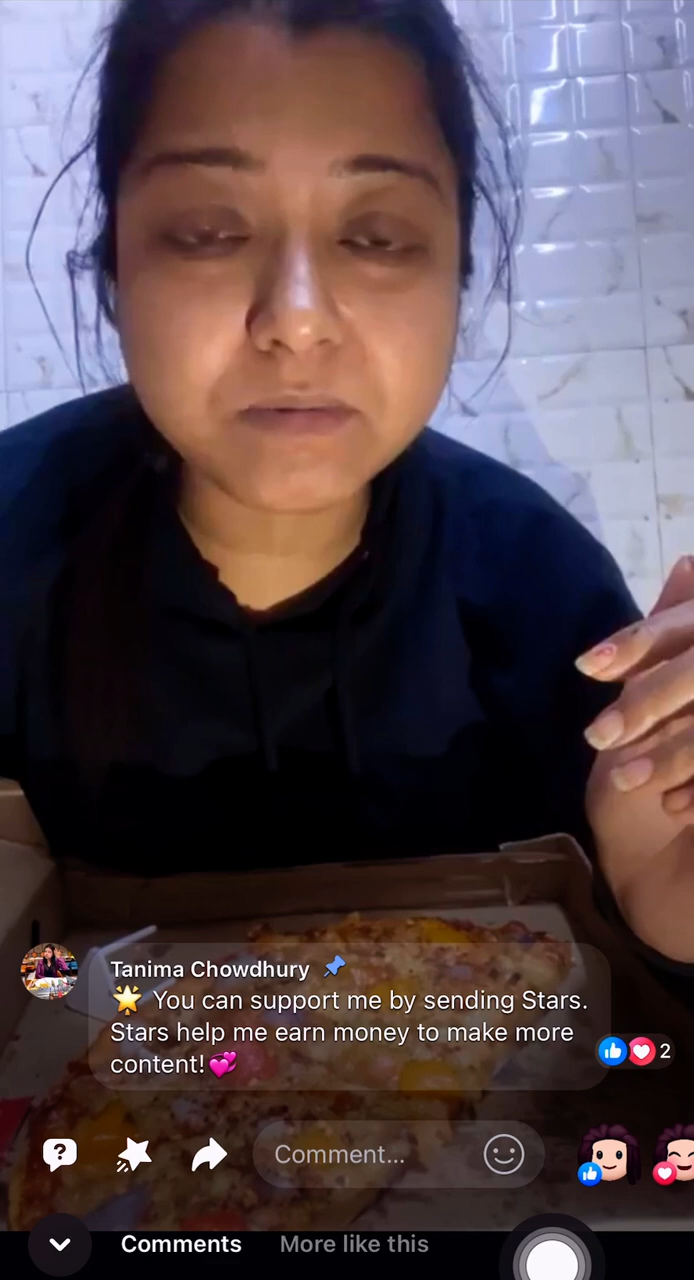 Tanima Chowdhury 📌
🌟 You can support me by sending Stars.
Stars help me earn money to make more
content!💞
2
Comment...
Comments
More like this